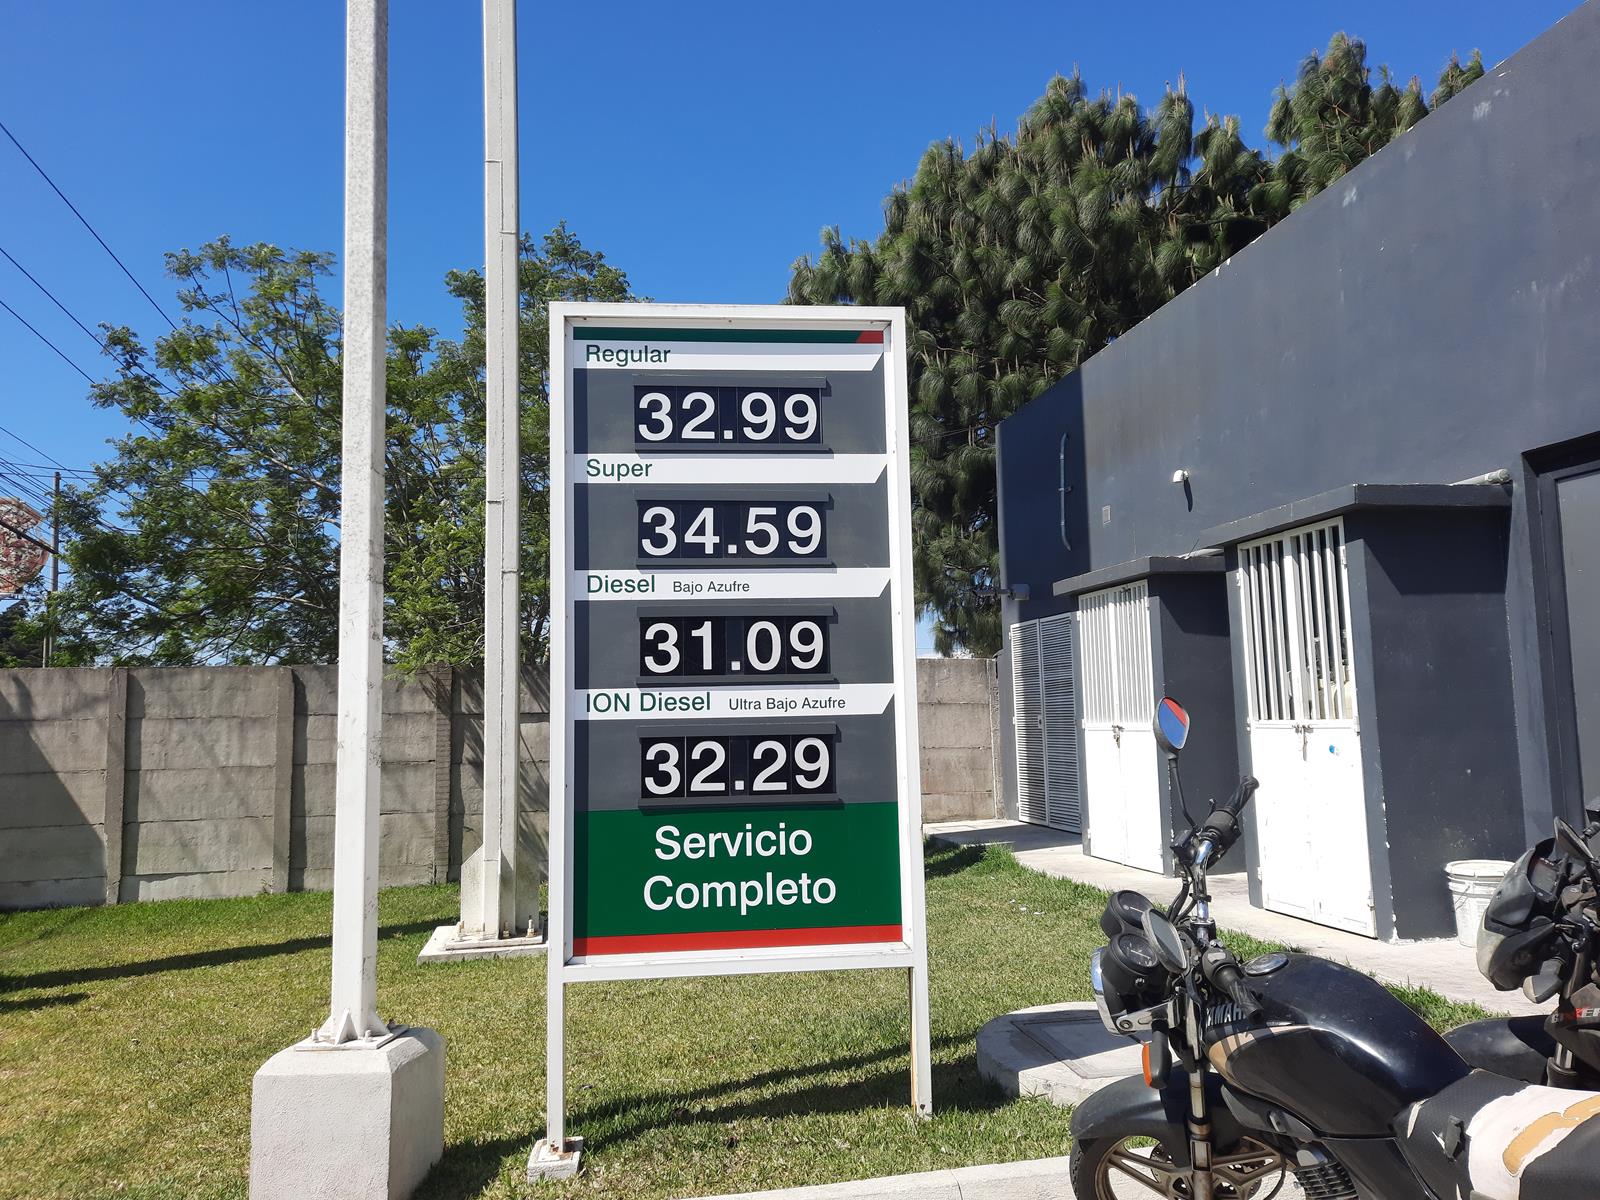 Regular
32.99
Super
34.59
Diesel Bajo Azufre
31.09
ION Diesel Ultra Bajo Azufre
32.29
Servicio
Completo
YAMAHA